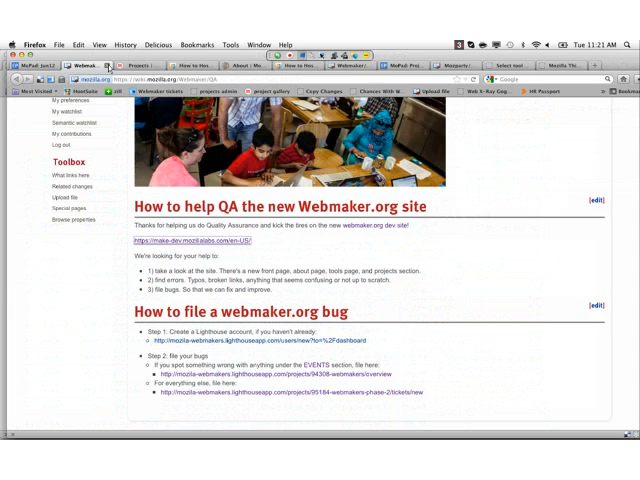 Firefox File Edit View History Delicious Bookmarks Tools Window Help Tue 11:21 AM
MoPad: Jun12 Webmak... Projects | ... How to Hos... About | Mo... How to Hos... Webmaker/... MoPad: Proj... Mozparty/... Select tool ... Mozilla Thi...
mozilla.org https://wiki.mozilla.org/Webmaker/QA Google
Most Visited HootSuite zill Webmaker tickets projects admin project gallery Copy Changes Chances With W... Upload file Web X-Ray Gog... HR Passport Bookmarks
My preferences
My watchlist
Semantic watchlist
My contributions
Log out
Toolbox
What links here
Related changes
Upload file
Special pages
Browse properties
How to help QA the new Webmaker.org site [edit]
Thanks for helping us do Quality Assurance and kick the tires on the new webmaker.org dev site!
https://make-dev.mozillalabs.com/en-US/
We're looking for your help to:
1) take a look at the site. There's a new front page, about page, tools page, and projects section.
2) find errors. Typos, broken links, anything that seems confusing or not up to scratch.
3) file bugs. So that we can fix and improve.
How to file a webmaker.org bug [edit]
Step 1: Create a Lighthouse account, if you haven't already:
http://mozilla-webmakers.lighthouseapp.com/users/new?to=%2Fdashboard
Step 2: file your bugs
If you spot something wrong with anything under the EVENTS section, file here:
http://mozilla-webmakers.lighthouseapp.com/projects/94308-webmakers/overview
For everything else, file here:
http://mozilla-webmakers.lighthouseapp.com/projects/95184-webmakers-phase-2/tickets/new